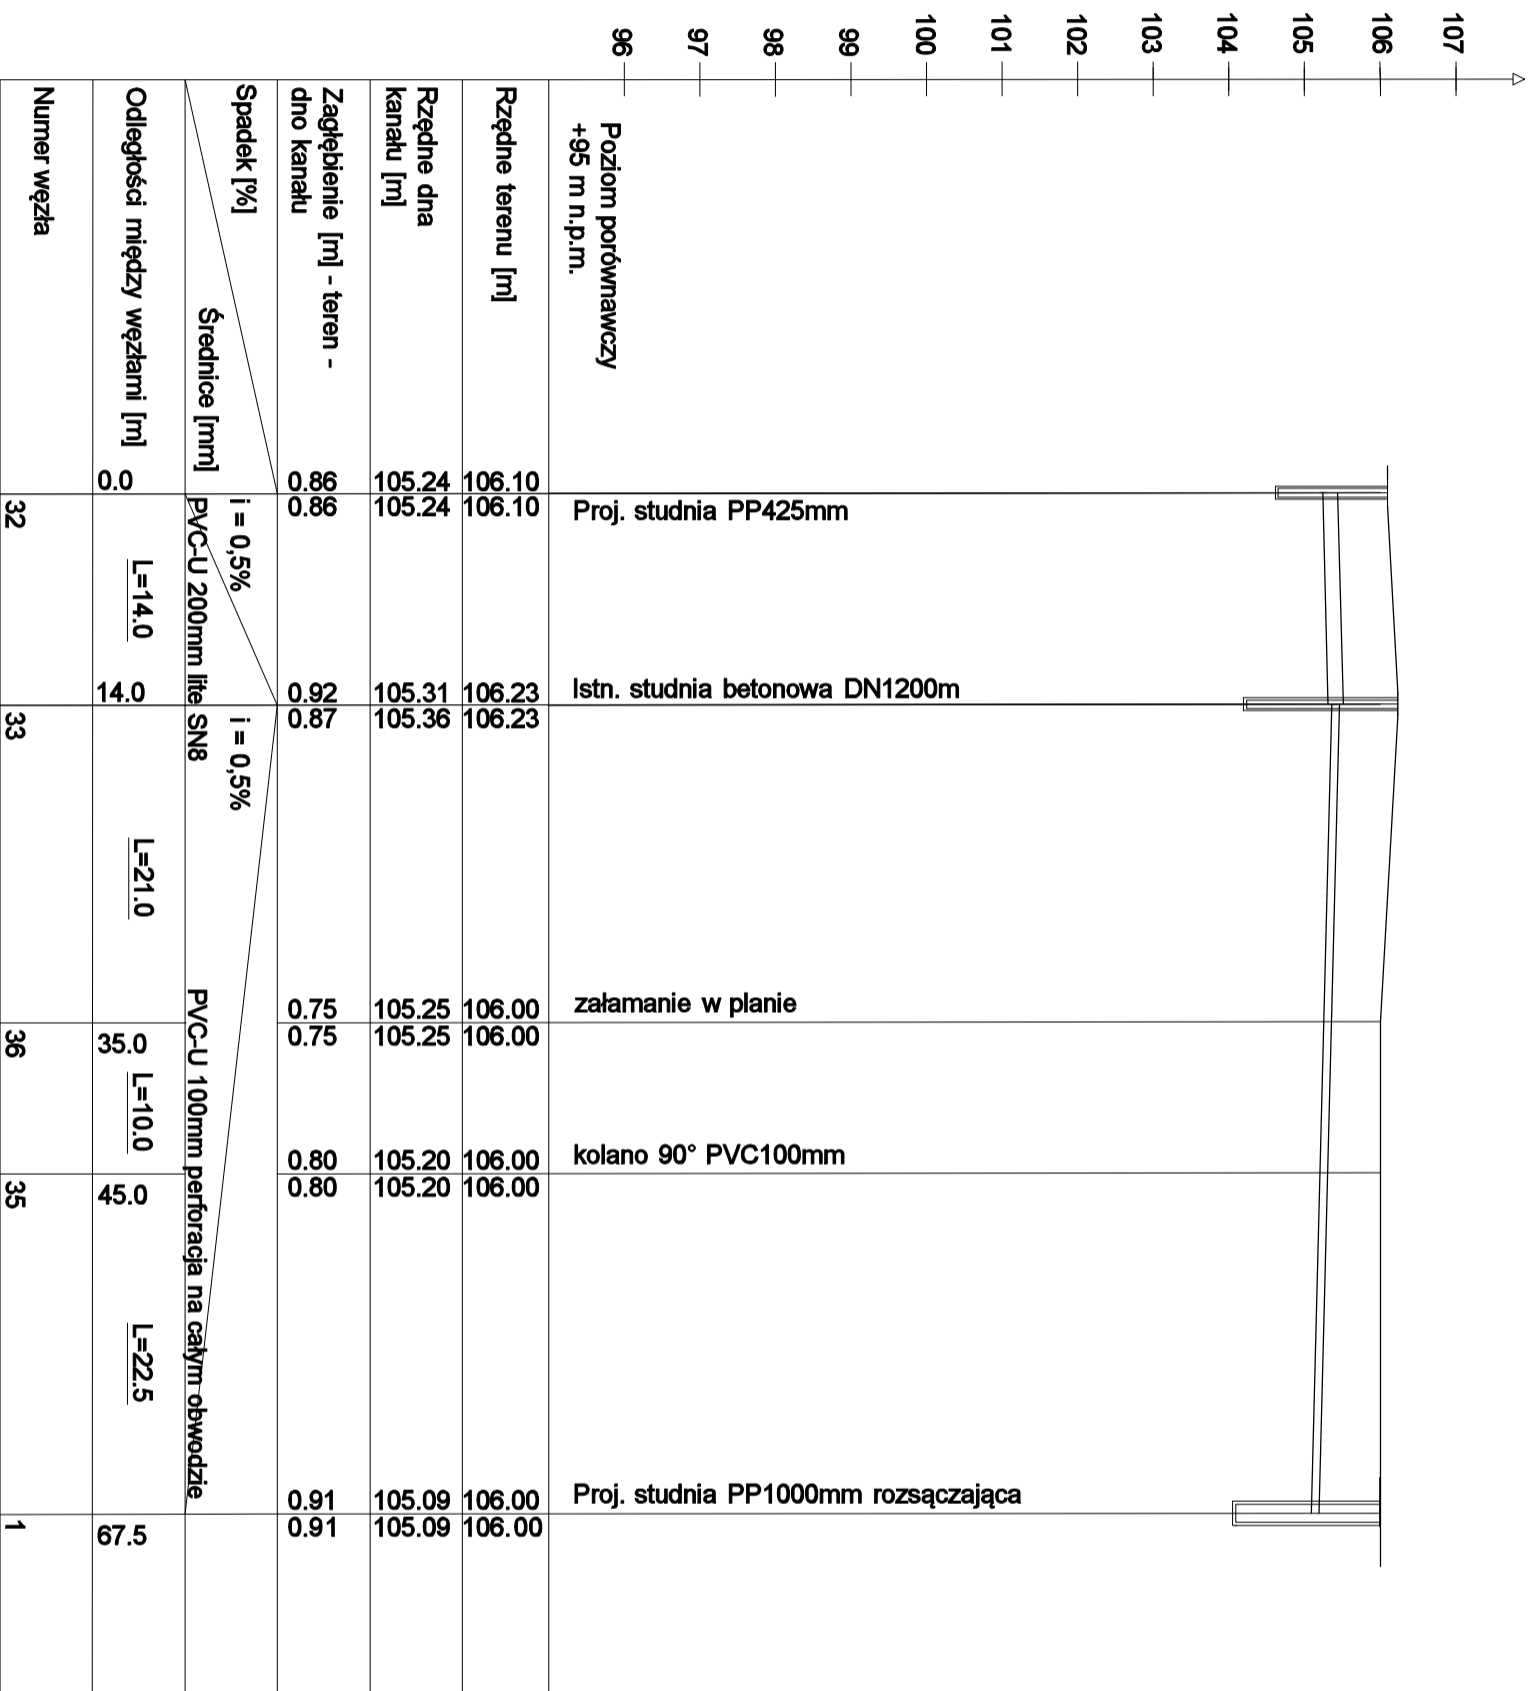 107
106
105
104
103
102
101
100
99
98
97
96
Poziom porównawczy
+95 m n.p.m.
Proj. studnia PP425mm
Istn. studnia betonowa DN1200m
załamanie w planie
kolano 90° PVC100mm
Proj. studnia PP1000mm rozsączająca
Rzędne terenu [m]
106.10
106.10
106.23
106.23
106.00
106.00
106.00
106.00
106.00
106.00
Rzędne dna
kanału [m]
105.24
105.24
105.31
105.36
105.25
105.25
105.20
105.20
105.09
105.09
Zagłębienie [m] - teren -
dno kanału
0.86
0.86
0.92
0.87
0.75
0.75
0.80
0.80
0.91
0.91
Spadek [%]
Średnice [mm]
i = 0,5%
PVC-U 200mm lite SN8
i = 0,5%
PVC-U 100mm perforacja na całym obwodzie
Odległości między węzłami [m]
0.0
L=14.0
14.0
L=21.0
35.0
L=10.0
45.0
L=22.5
67.5
Numer węzła
32
33
36
35
1